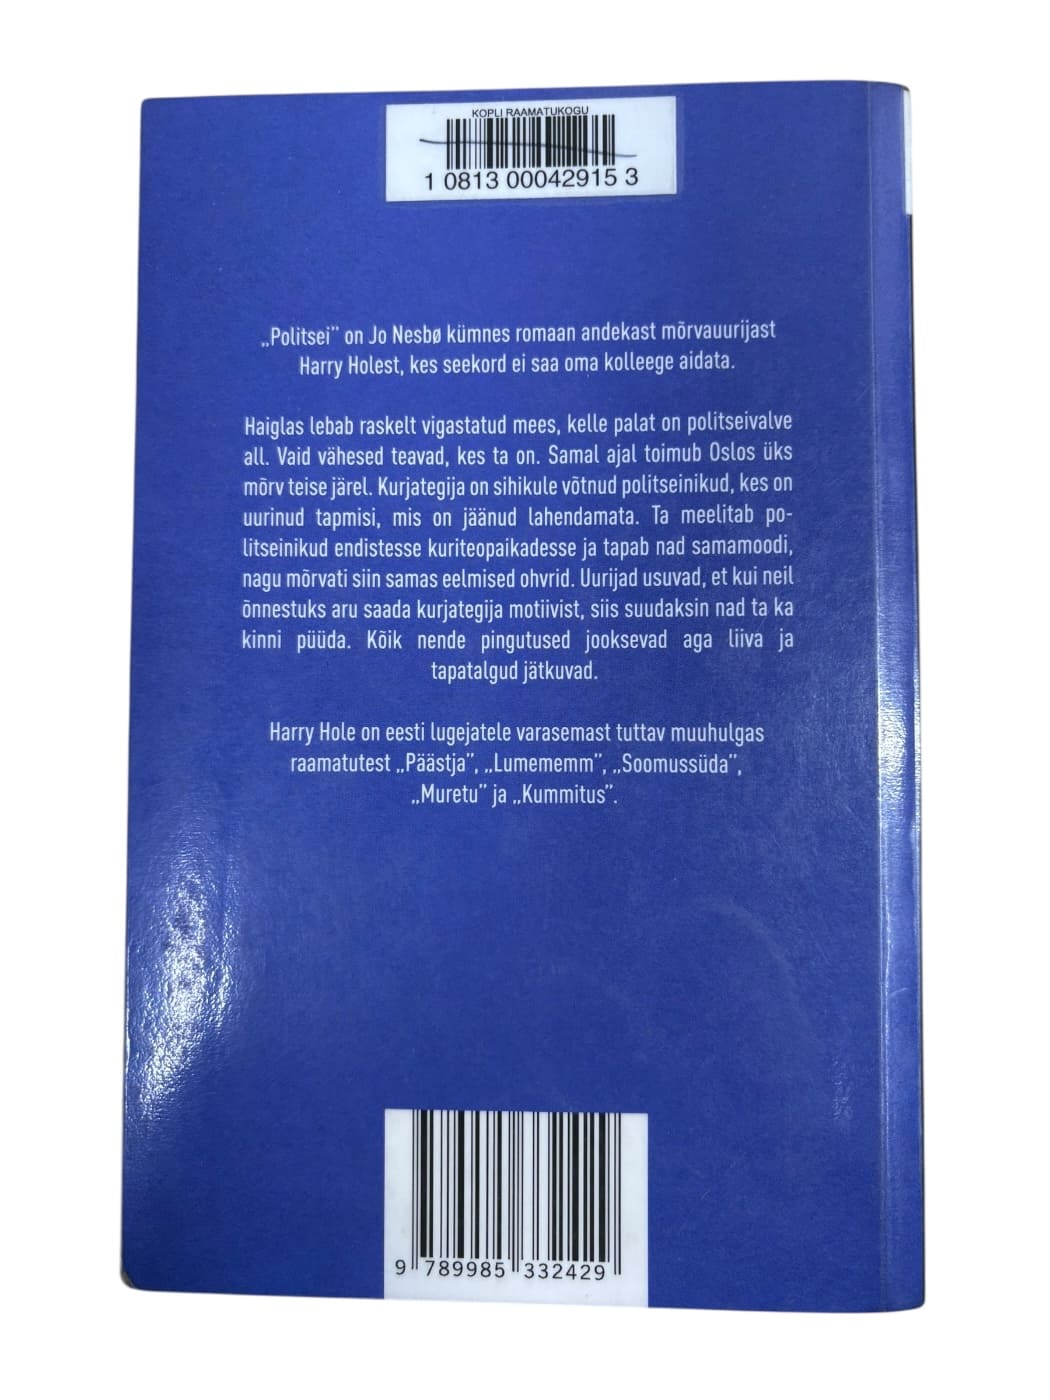 KOPLI RAAMATUKOGU
1 0813 00042915 3
„Politsei” on Jo Nesbø kümnes romaan andekast mõrvauurijast
Harry Holest, kes seekord ei saa oma kolleege aidata.
Haiglas lebab raskelt vigastatud mees, kelle palat on politseivalve
all. Vaid vähesed teavad, kes ta on. Samal ajal toimub Oslos üks
mõrv teise järel. Kurjategija on sihikule võtnud politseinikud, kes on
uurinud tapmisi, mis on jäänud lahendamata. Ta meelitab po-
litseinikud endistesse kuriteopaikadesse ja tapab nad samamoodi,
nagu mõrvati siin samas eelmised ohvrid. Uurijad usuvad, et kui neil
õnnestuks aru saada kurjategija motiivist, siis suudaksin nad ta ka
kinni püüda. Kõik nende pingutused jooksevad aga liiva ja
tapatalgud jätkuvad.
Harry Hole on eesti lugejatele varasemast tuttav muuhulgas
raamatutest „Päästja”, „Lumememm”, „Soomussüda”,
„Muretu” ja „Kummitus”.
9 789985 332429